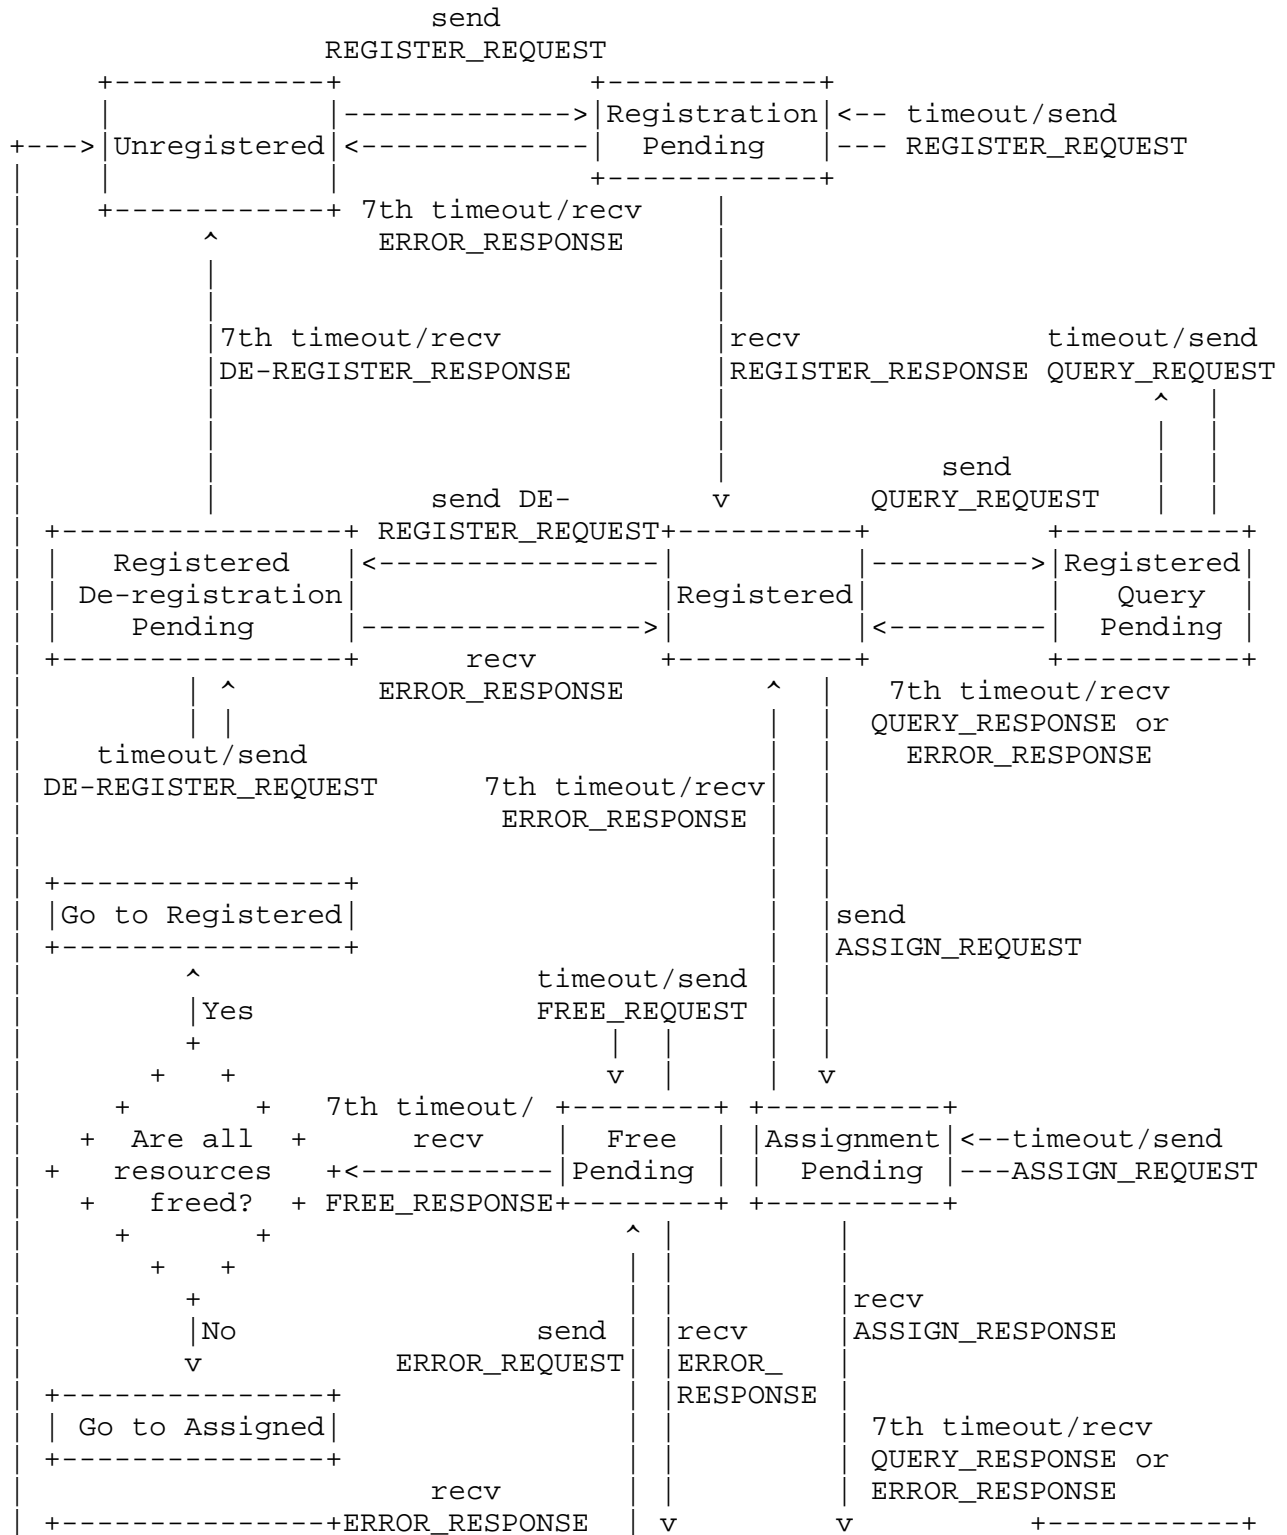 send
REGISTER_REQUEST
Registration <-- timeout/send
Unregistered Pending --- REGISTER_REQUEST
7th timeout/recv
ERROR_RESPONSE
7th timeout/recv recv timeout/send
DE-REGISTER_RESPONSE REGISTER_RESPONSE QUERY_REQUEST
send
send DE- QUERY_REQUEST
REGISTER_REQUEST
Registered Registered
De-registration Registered Query
Pending Pending
recv
ERROR_RESPONSE 7th timeout/recv
QUERY_RESPONSE or
timeout/send ERROR_RESPONSE
DE-REGISTER_REQUEST 7th timeout/recv
ERROR_RESPONSE
Go to Registered send
ASSIGN_REQUEST
timeout/send
Yes FREE_REQUEST
7th timeout/
Are all recv Free Assignment <--timeout/send
resources Pending Pending ---ASSIGN_REQUEST
freed? FREE_RESPONSE
recv
No send recv ASSIGN_RESPONSE
ERROR_REQUEST ERROR_
RESPONSE
Go to Assigned 7th timeout/recv
QUERY_RESPONSE or
recv ERROR_RESPONSE
ERROR_RESPONSE